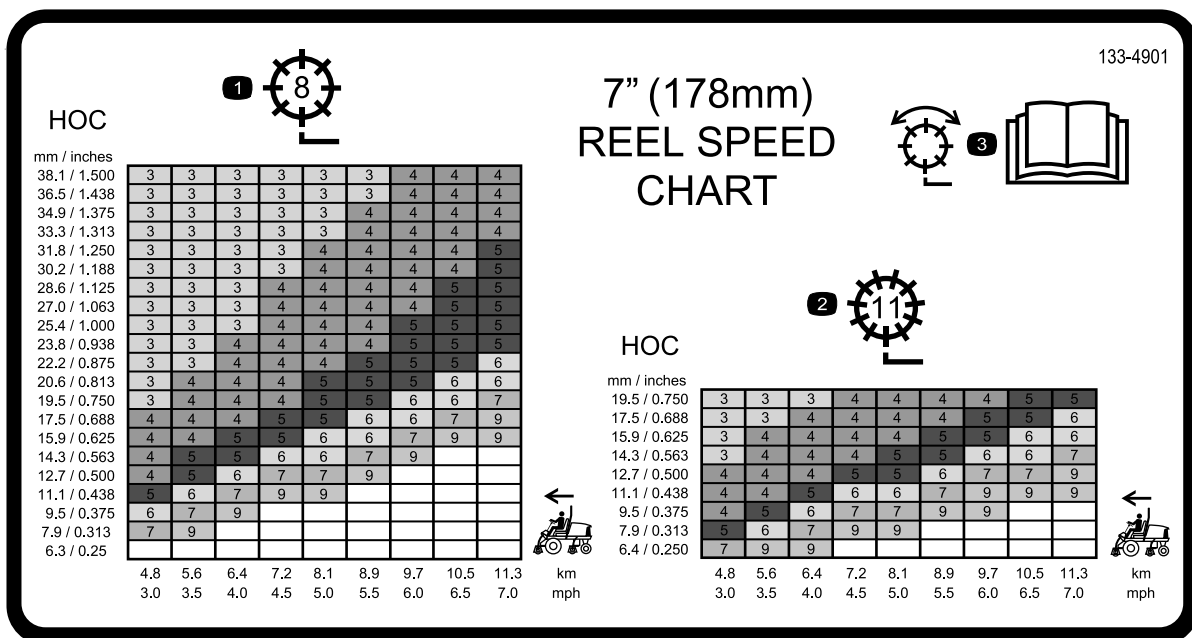 133-4901
7” (178mm)
REEL SPEED
CHART
3
1
8
HOC
mm / inches
38.1 / 1.500 3 3 3 3 3 3 4 4 4
36.5 / 1.438 3 3 3 3 3 3 4 4 4
34.9 / 1.375 3 3 3 3 3 4 4 4 4
33.3 / 1.313 3 3 3 3 3 4 4 4 4
31.8 / 1.250 3 3 3 3 4 4 4 4 5
30.2 / 1.188 3 3 3 3 4 4 4 4 5
28.6 / 1.125 3 3 3 4 4 4 4 5 5
27.0 / 1.063 3 3 3 4 4 4 4 5 5
25.4 / 1.000 3 3 3 4 4 4 5 5 5
23.8 / 0.938 3 3 4 4 4 4 5 5 5
22.2 / 0.875 3 3 4 4 4 5 5 5 6
20.6 / 0.813 3 4 4 4 5 5 5 6 6
19.5 / 0.750 3 4 4 4 5 5 6 6 7
17.5 / 0.688 4 4 4 5 5 6 6 7 9
15.9 / 0.625 4 4 5 5 6 6 7 9 9
14.3 / 0.563 4 5 5 6 6 7 9
12.7 / 0.500 4 5 6 7 7 9
11.1 / 0.438 5 6 7 9 9
9.5 / 0.375 6 7 9
7.9 / 0.313 7 9
6.3 / 0.25
4.8 5.6 6.4 7.2 8.1 8.9 9.7 10.5 11.3 km
3.0 3.5 4.0 4.5 5.0 5.5 6.0 6.5 7.0 mph
2
11
HOC
mm / inches
19.5 / 0.750 3 3 3 4 4 4 4 5 5
17.5 / 0.688 3 3 4 4 4 4 5 5 6
15.9 / 0.625 3 4 4 4 4 5 5 6 6
14.3 / 0.563 3 4 4 4 5 5 6 6 7
12.7 / 0.500 4 4 4 5 5 6 7 7 9
11.1 / 0.438 4 4 5 6 6 7 9 9 9
9.5 / 0.375 4 5 6 7 7 9 9
7.9 / 0.313 5 6 7 9 9
6.4 / 0.250 7 9 9
4.8 5.6 6.4 7.2 8.1 8.9 9.7 10.5 11.3 km
3.0 3.5 4.0 4.5 5.0 5.5 6.0 6.5 7.0 mph